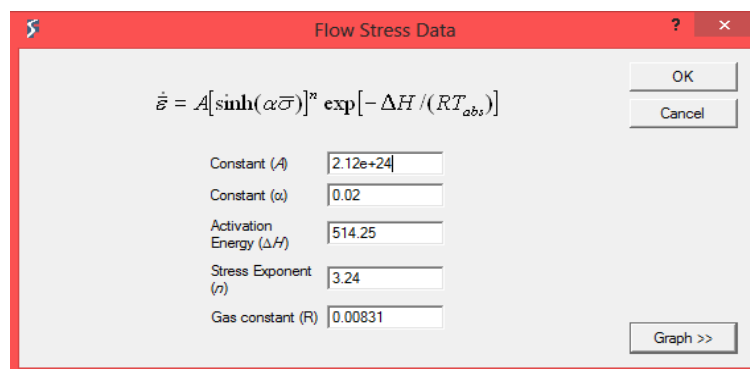 Flow Stress Data
? ×
OK
Cancel
ε̄̇ = A[sinh(ασ̄)]ⁿ exp[−ΔH /(RT_abs)]
Constant (A) 2.12e+24
Constant (α) 0.02
Activation
Energy (ΔH) 514.25
Stress Exponent
(n) 3.24
Gas constant (R) 0.00831
Graph >>